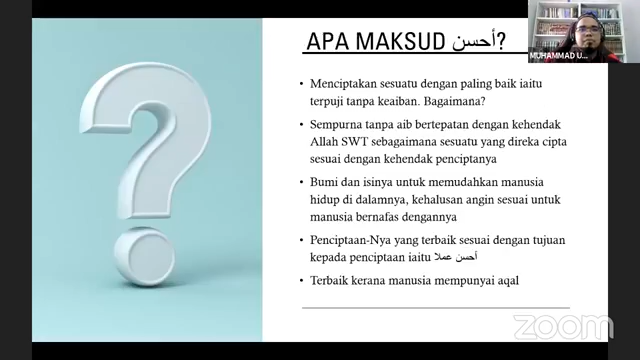 APA MAKSUD أحسن?
• Menciptakan sesuatu dengan paling baik iaitu
terpuji tanpa keaiban. Bagaimana?
• Sempurna tanpa aib bertepatan dengan kehendak
Allah SWT sebagaimana sesuatu yang direka cipta
sesuai dengan kehendak penciptanya
• Bumi dan isinya untuk memudahkan manusia
hidup di dalamnya, kehalusan angin sesuai untuk
manusia bernafas dengannya
• Penciptaan-Nya yang terbaik sesuai dengan tujuan
kepada penciptaan iaitu أحسن عملا
• Terbaik kerana manusia mempunyai aqal
MUHAMMAD U...
zoom